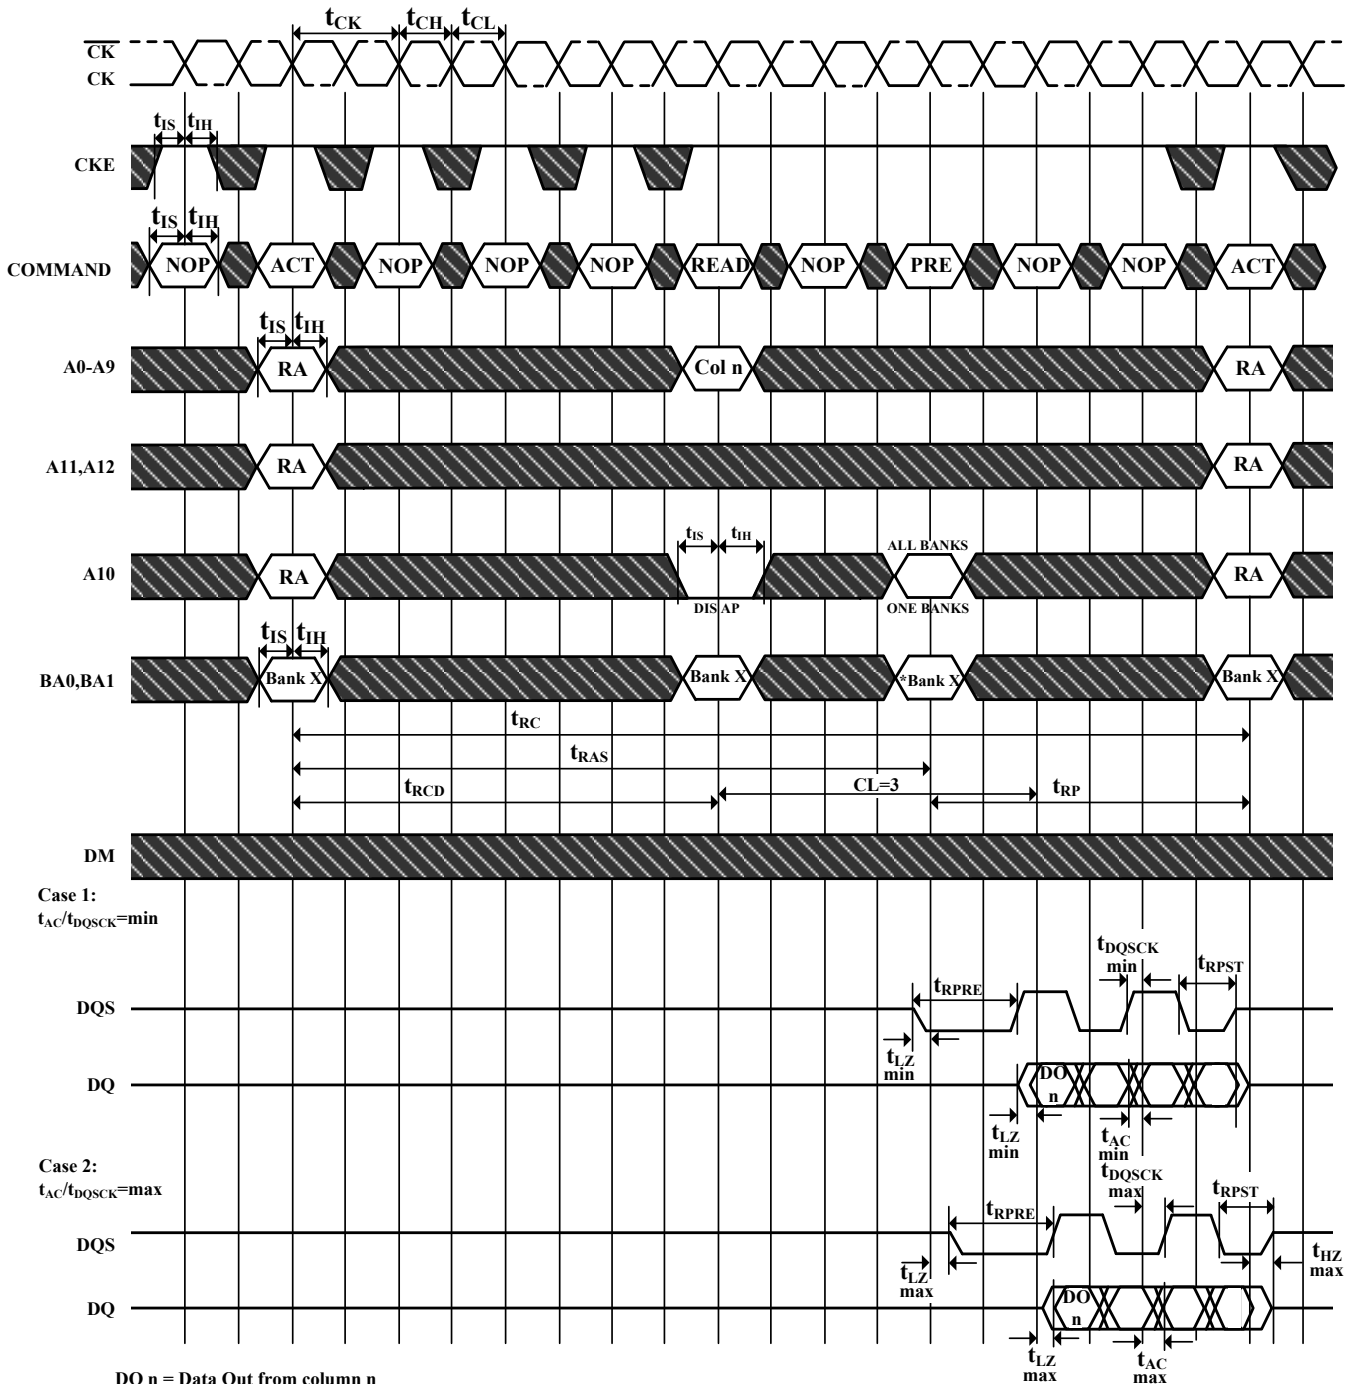 tCK tCH tCL
CK
CK
tIS tIH
CKE
tIS tIH
COMMAND NOP ACT NOP NOP NOP READ NOP PRE NOP NOP ACT
tIS tIH
A0-A9 RA Col n RA
A11,A12 RA RA
tIS tIH ALL BANKS
A10 RA RA
DIS AP ONE BANKS
tIS tIH
BA0,BA1 Bank X Bank X *Bank X Bank X
tRC
tRAS
tRCD CL=3 tRP
DM
Case 1:
tAC/tDQSCK=min
tDQSCK
min
tRPST
tRPRE
DQS
tLZ
min
DQ DO
n
tLZ
min
tAC
min
Case 2:
tAC/tDQSCK=max
tDQSCK
max
tRPST
tRPRE
DQS
tLZ
max
tHZ
max
DQ DO
n
tLZ
max
tAC
max
DO n = Data Out from column n